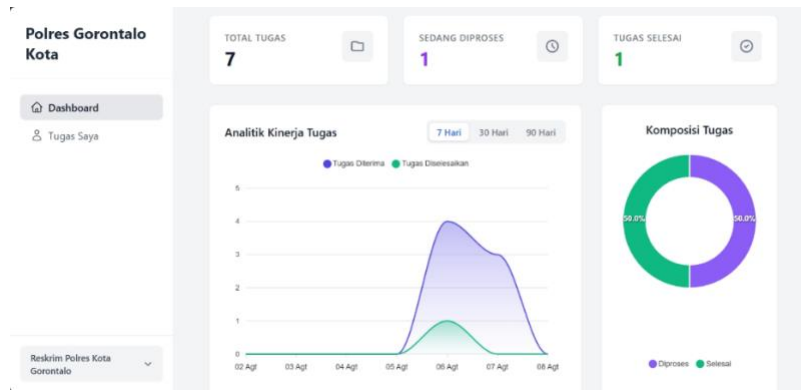 Polres Gorontalo
Kota
Dashboard
Tugas Saya
Reskrim Polres Kota
Gorontalo
TOTAL TUGAS
7
SEDANG DIPROSES
1
TUGAS SELESAI
1
Analitik Kinerja Tugas
7 Hari 30 Hari 90 Hari
Tugas Diterima Tugas Diselesaikan
5
4
3
2
1
0
02 Agt 03 Agt 04 Agt 05 Agt 06 Agt 07 Agt 08 Agt
Komposisi Tugas
50.0% 50.0%
Diproses Selesai